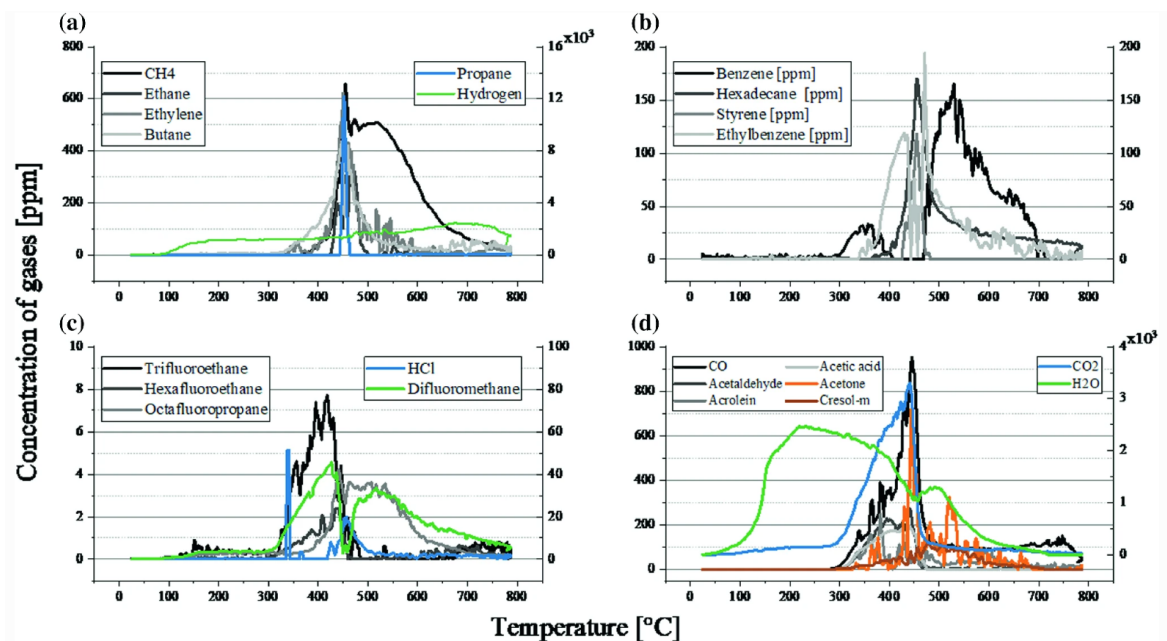 (a)
x10³
800
600
400
200
0
CH4
Ethane
Ethylene
Butane
Propane
Hydrogen
16
12
8
4
0
0 100 200 300 400 500 600 700 800
(b)
200
150
100
50
0
Benzene [ppm]
Hexadecane [ppm]
Styrene [ppm]
Ethylbenzene [ppm]
200
150
100
50
0
0 100 200 300 400 500 600 700 800
Concentration of gases [ppm]
(c)
10
8
6
4
2
0
Trifluoroethane
Hexafluoroethane
Octafluoropropane
HCl
Difluoromethane
100
80
60
40
20
0
0 100 200 300 400 500 600 700 800
(d)
x10³
1000
800
600
400
200
0
CO
Acetaldehyde
Acrolein
Acetic acid
Acetone
Cresol-m
CO2
H2O
4
3
2
1
0
0 100 200 300 400 500 600 700 800
Temperature [°C]